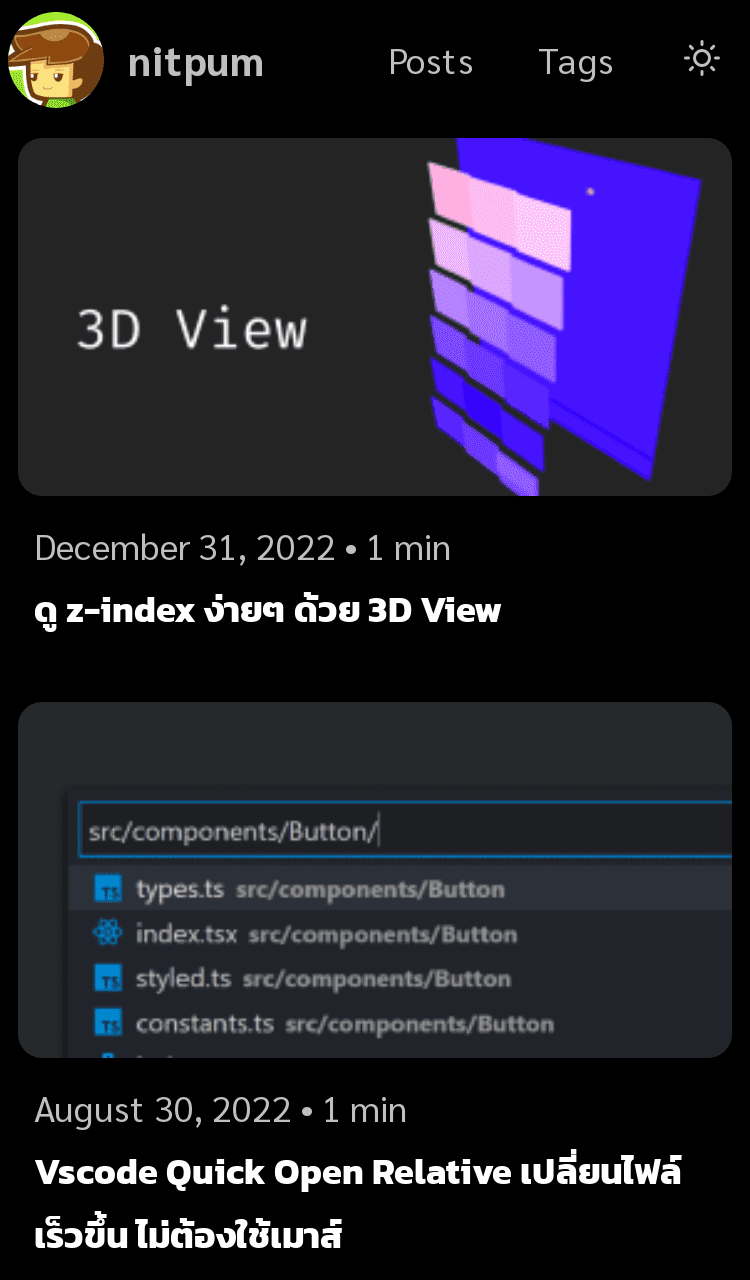 nitpum Posts Tags
3D View
December 31, 2022 • 1 min
ดู z-index ง่ายๆ ด้วย 3D View
src/components/Button/
types.ts src/components/Button
index.tsx src/components/Button
styled.ts src/components/Button
constants.ts src/components/Button
August 30, 2022 • 1 min
Vscode Quick Open Relative เปลี่ยนไฟล์
เร็วขึ้น ไม่ต้องใช้เมาส์